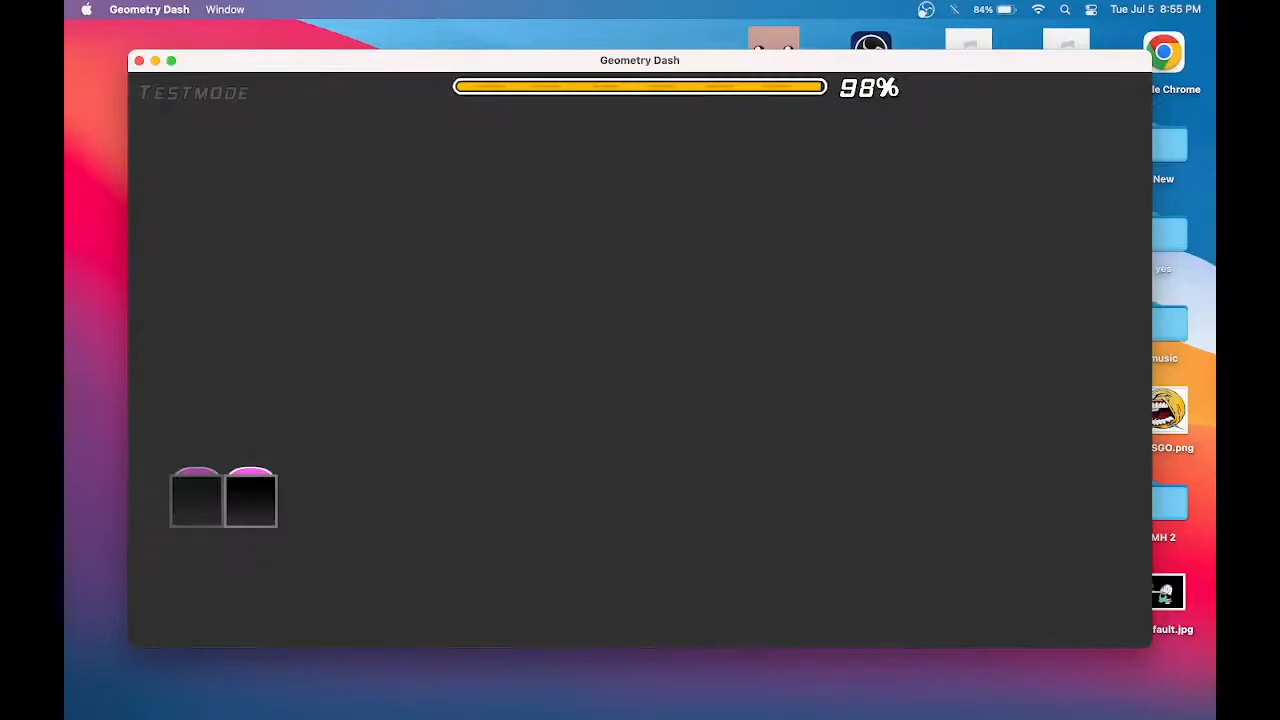 Geometry Dash Window 84% Tue Jul 5 8:55 PM
Geometry Dash
TESTMODE 98%
le Chrome
New
yes
music
SGO.png
MH 2
fault.jpg